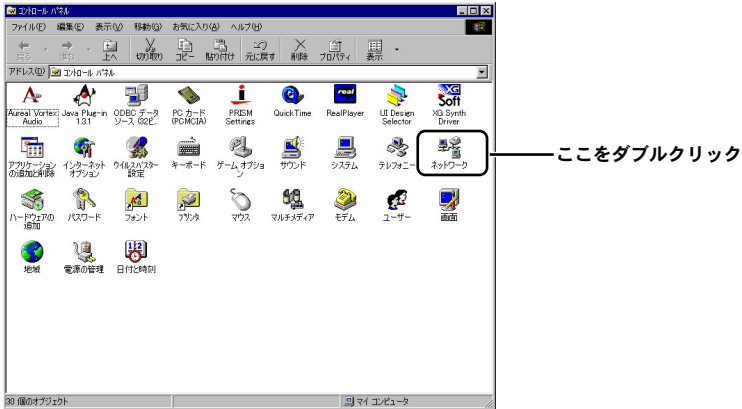 コントロール パネル
ファイル(F) 編集(E) 表示(V) 移動(G) お気に入り(A) ヘルプ(H)
戻る 進む 上へ 切り取り コピー 貼り付け 元に戻す 削除 プロパティ 表示
アドレス(D) コントロール パネル
Aureal Vortex Audio
Java Plug-in 1.3.1
ODBC データ ソース (32ビ...
PC カード (PCMCIA)
PRISM Settings
QuickTime
real
RealPlayer
UI Design Selector
XG
Soft
XG Synth Driver
アプリケーションの追加と削除
インターネット オプション
ウイルスバスター設定
キーボード
ゲーム オプション
サウンド
システム
テレフォニー
ネットワーク
ここをダブルクリック
ハードウェアの追加
パスワード
フォント
プリンタ
マウス
マルチメディア
モデム
ユーザー
画面
地域
電源の管理
日付と時刻
30 個のオブジェクト
マイ コンピュータ